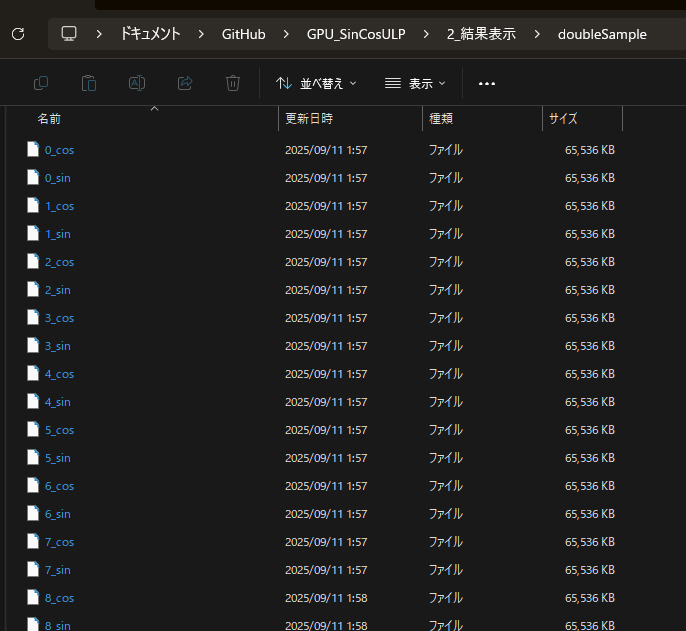 ドキュメント > GitHub > GPU_SinCosULP > 2_結果表示 > doubleSample
並べ替え 表示 •••
名前 更新日時 種類 サイズ
0_cos 2025/09/11 1:57 ファイル 65,536 KB
0_sin 2025/09/11 1:57 ファイル 65,536 KB
1_cos 2025/09/11 1:57 ファイル 65,536 KB
1_sin 2025/09/11 1:57 ファイル 65,536 KB
2_cos 2025/09/11 1:57 ファイル 65,536 KB
2_sin 2025/09/11 1:57 ファイル 65,536 KB
3_cos 2025/09/11 1:57 ファイル 65,536 KB
3_sin 2025/09/11 1:57 ファイル 65,536 KB
4_cos 2025/09/11 1:57 ファイル 65,536 KB
4_sin 2025/09/11 1:57 ファイル 65,536 KB
5_cos 2025/09/11 1:57 ファイル 65,536 KB
5_sin 2025/09/11 1:57 ファイル 65,536 KB
6_cos 2025/09/11 1:57 ファイル 65,536 KB
6_sin 2025/09/11 1:57 ファイル 65,536 KB
7_cos 2025/09/11 1:57 ファイル 65,536 KB
7_sin 2025/09/11 1:57 ファイル 65,536 KB
8_cos 2025/09/11 1:58 ファイル 65,536 KB
8_sin 2025/09/11 1:58 ファイル 65,536 KB